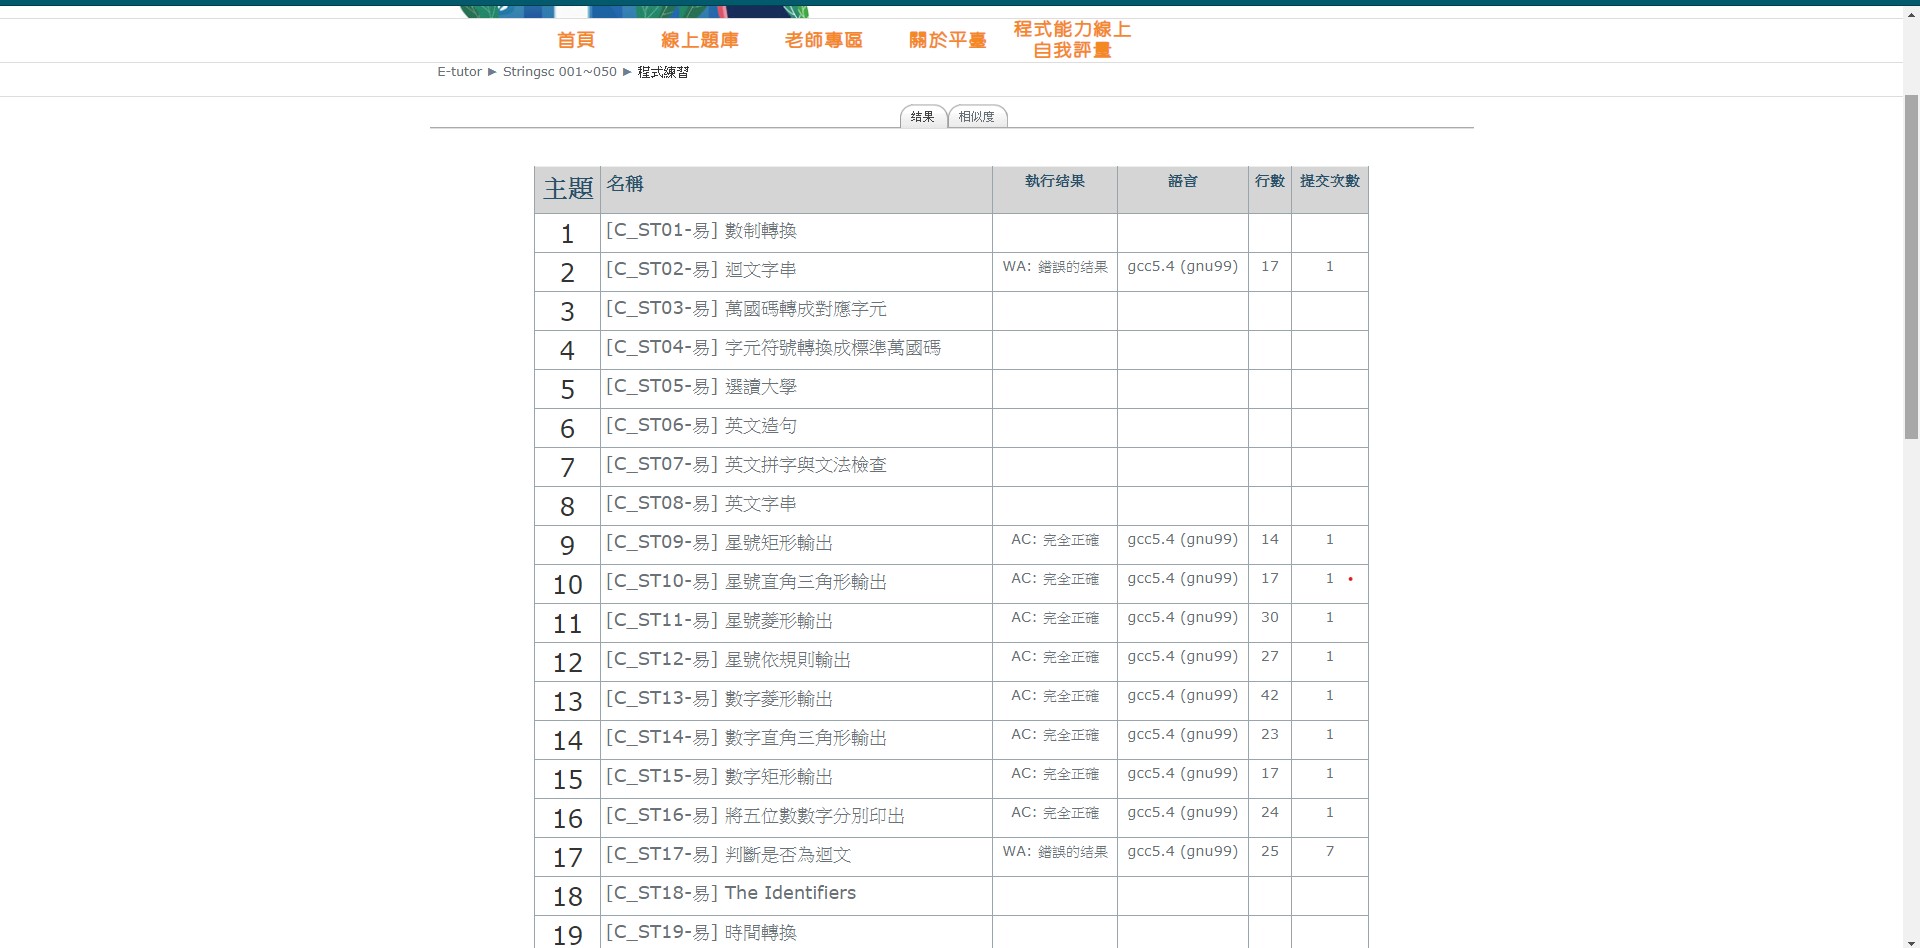 首頁 線上題庫 老師專區 關於平臺 程式能力線上
自我評量
E-tutor ► Stringsc 001~050 ► 程式練習
结果 相似度
主題 名稱 執行结果 語言 行數 提交次數
1 [C_ST01-易] 數制轉換
2 [C_ST02-易] 迴文字串 WA: 錯誤的结果 gcc5.4 (gnu99) 17 1
3 [C_ST03-易] 萬國碼轉成對應字元
4 [C_ST04-易] 字元符號轉換成標準萬國碼
5 [C_ST05-易] 選讀大學
6 [C_ST06-易] 英文造句
7 [C_ST07-易] 英文拼字與文法檢查
8 [C_ST08-易] 英文字串
9 [C_ST09-易] 星號矩形輸出 AC: 完全正確 gcc5.4 (gnu99) 14 1
10 [C_ST10-易] 星號直角三角形輸出 AC: 完全正確 gcc5.4 (gnu99) 17 1
11 [C_ST11-易] 星號菱形輸出 AC: 完全正確 gcc5.4 (gnu99) 30 1
12 [C_ST12-易] 星號依規則輸出 AC: 完全正確 gcc5.4 (gnu99) 27 1
13 [C_ST13-易] 數字菱形輸出 AC: 完全正確 gcc5.4 (gnu99) 42 1
14 [C_ST14-易] 數字直角三角形輸出 AC: 完全正確 gcc5.4 (gnu99) 23 1
15 [C_ST15-易] 數字矩形輸出 AC: 完全正確 gcc5.4 (gnu99) 17 1
16 [C_ST16-易] 將五位數數字分別印出 AC: 完全正確 gcc5.4 (gnu99) 24 1
17 [C_ST17-易] 判斷是否為迴文 WA: 錯誤的结果 gcc5.4 (gnu99) 25 7
18 [C_ST18-易] The Identifiers
19 [C_ST19-易] 時間轉換